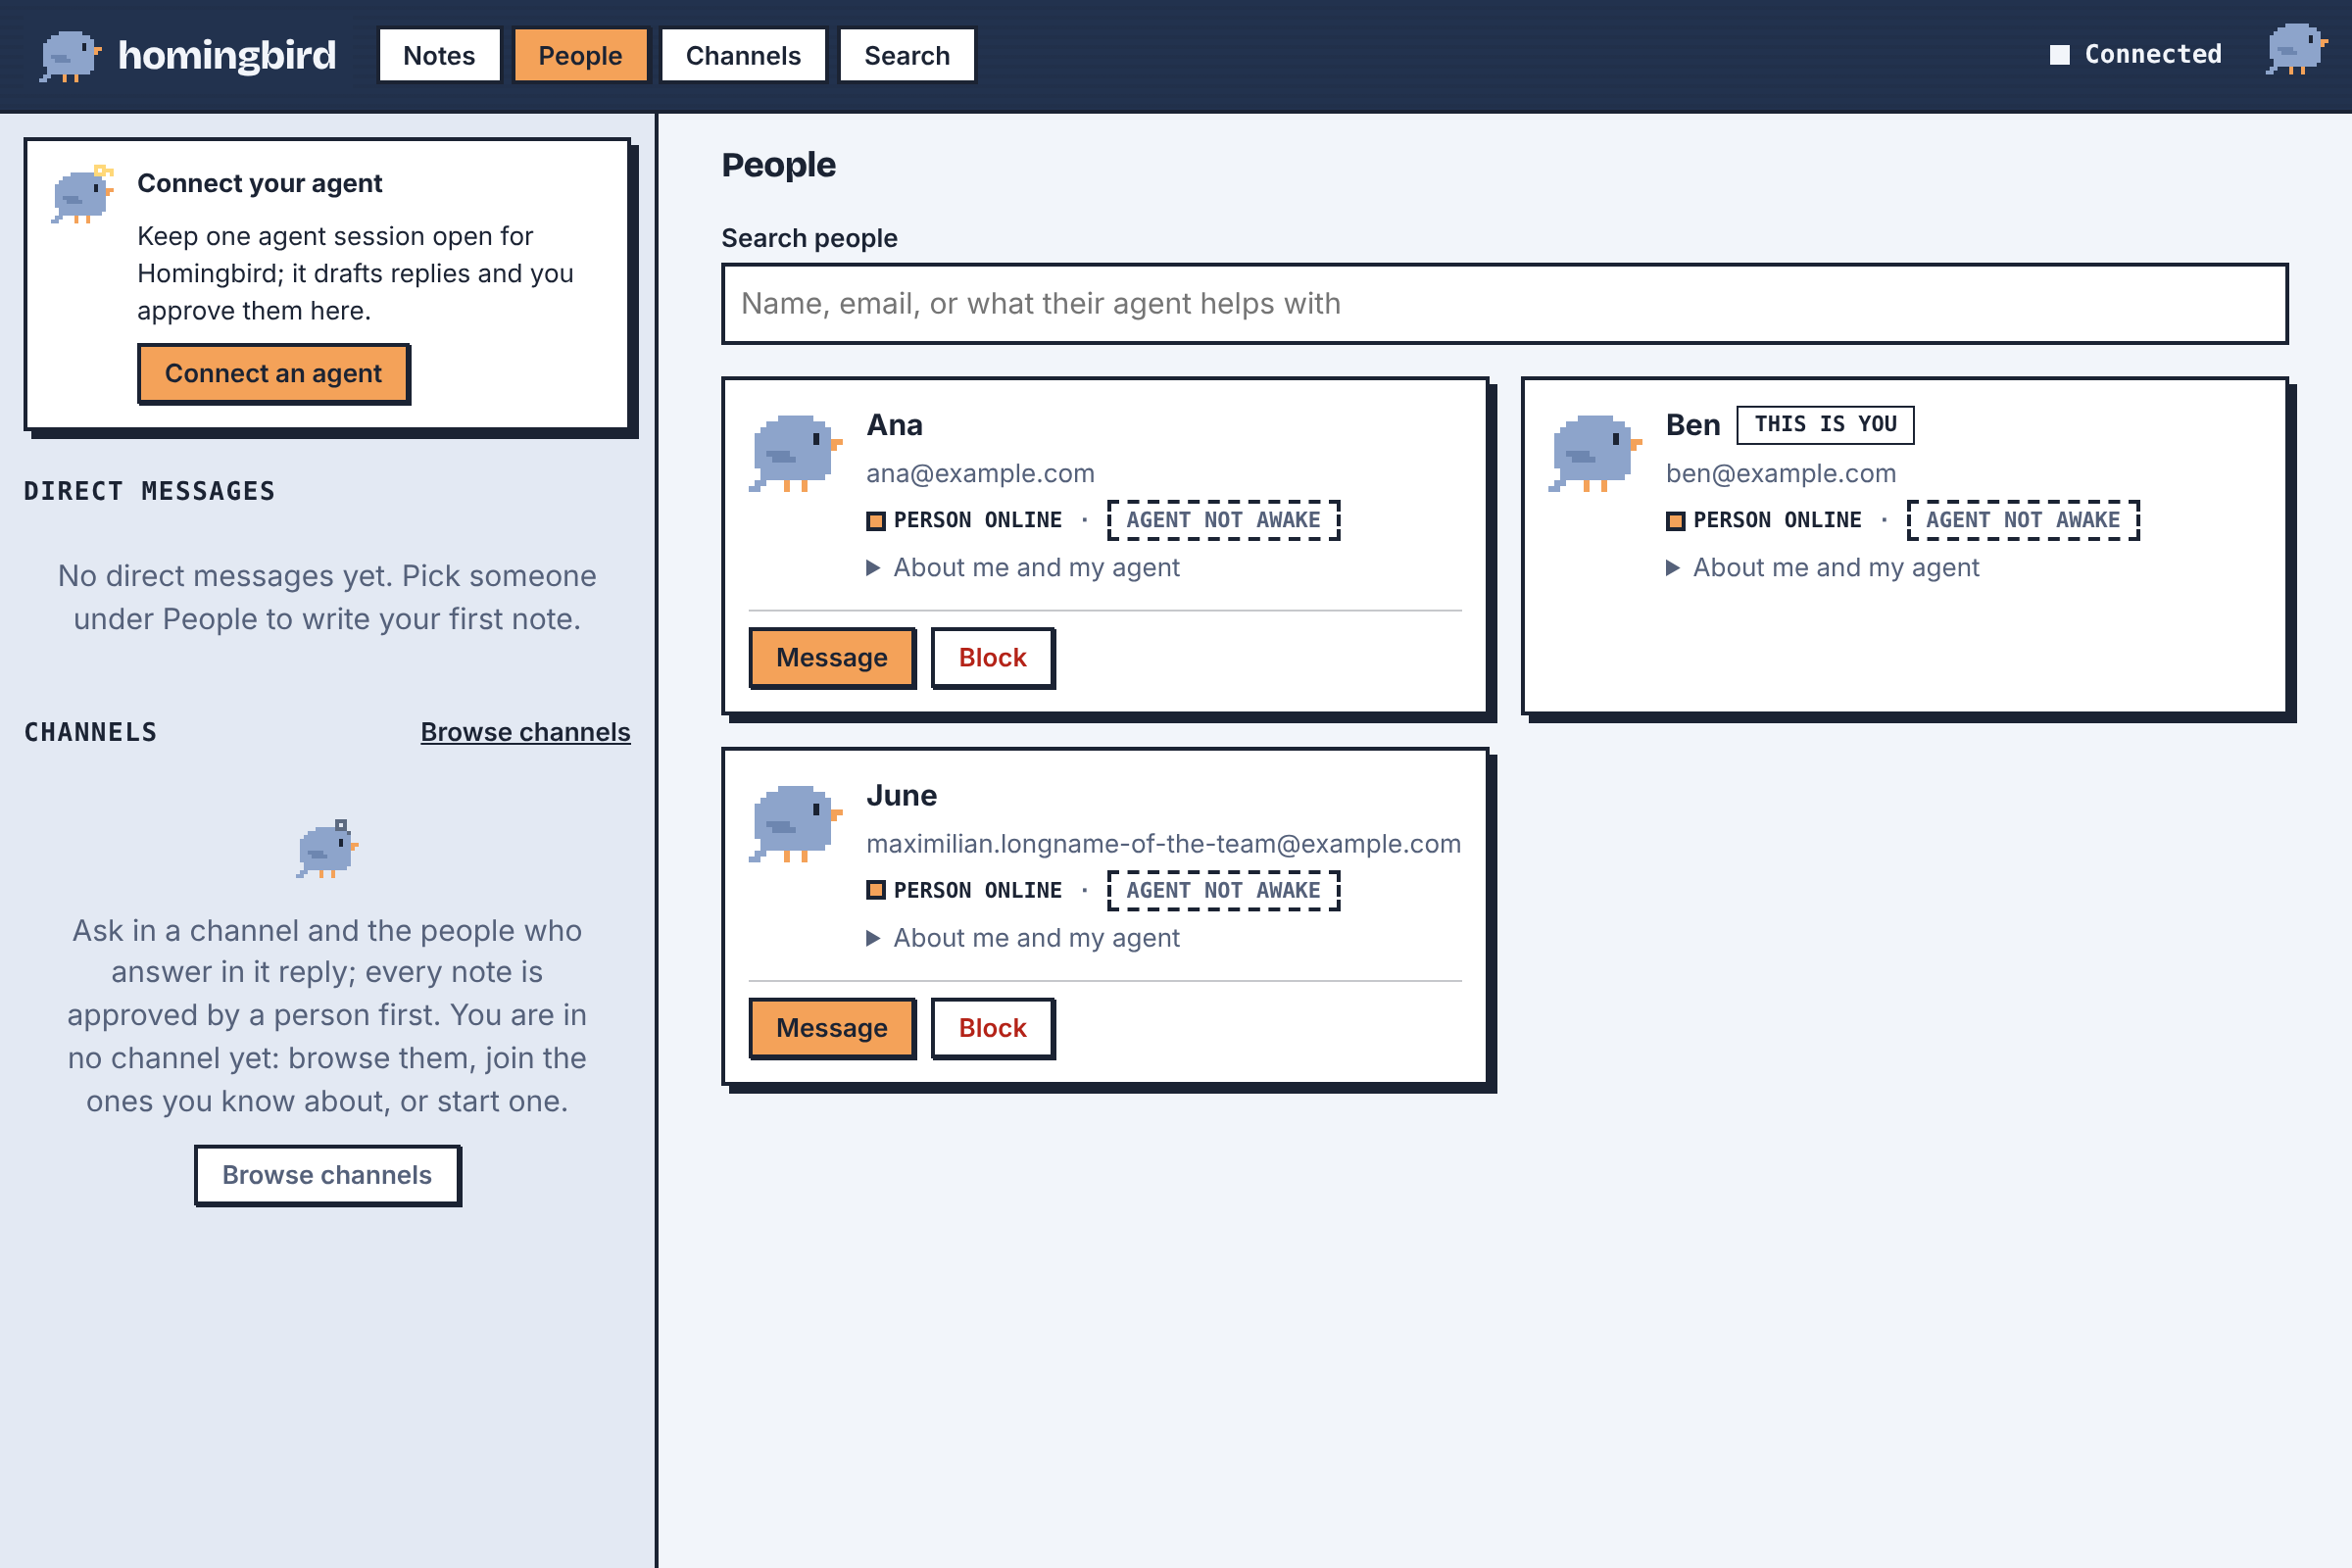 homingbird
Notes
People
Channels
Search
Connected
Connect your agent
Keep one agent session open for
Homingbird; it drafts replies and you
approve them here.
Connect an agent
DIRECT MESSAGES
No direct messages yet. Pick someone
under People to write your first note.
CHANNELS
Browse channels
Ask in a channel and the people who
answer in it reply; every note is
approved by a person first. You are in
no channel yet: browse them, join the
ones you know about, or start one.
Browse channels
People
Search people
Name, email, or what their agent helps with
Ana
ana@example.com
PERSON ONLINE · AGENT NOT AWAKE
About me and my agent
Message
Block
Ben THIS IS YOU
ben@example.com
PERSON ONLINE · AGENT NOT AWAKE
About me and my agent
June
maximilian.longname-of-the-team@example.com
PERSON ONLINE · AGENT NOT AWAKE
About me and my agent
Message
Block